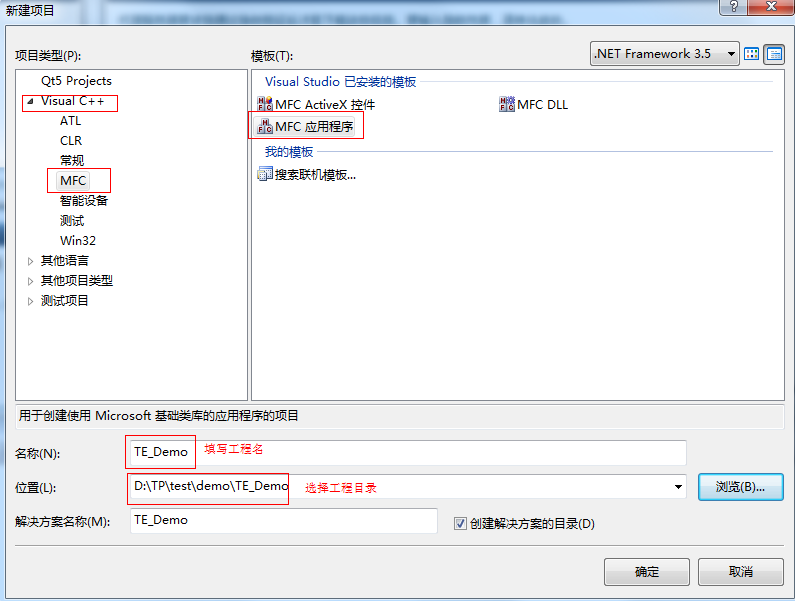 新建项目
项目类型(P):
模板(T):
.NET Framework 3.5
Qt5 Projects
Visual C++
ATL
CLR
常规
MFC
智能设备
测试
Win32
其他语言
其他项目类型
测试项目
Visual Studio 已安装的模板
MFC ActiveX 控件
MFC DLL
MFC 应用程序
我的模板
搜索联机模板...
用于创建使用 Microsoft 基础类库的应用程序的项目
名称(N):
TE_Demo
填写工程名
位置(L):
D:\TP\test\demo\TE_Demo
选择工程目录
浏览(B)...
解决方案名称(M):
TE_Demo
创建解决方案的目录(D)
确定
取消